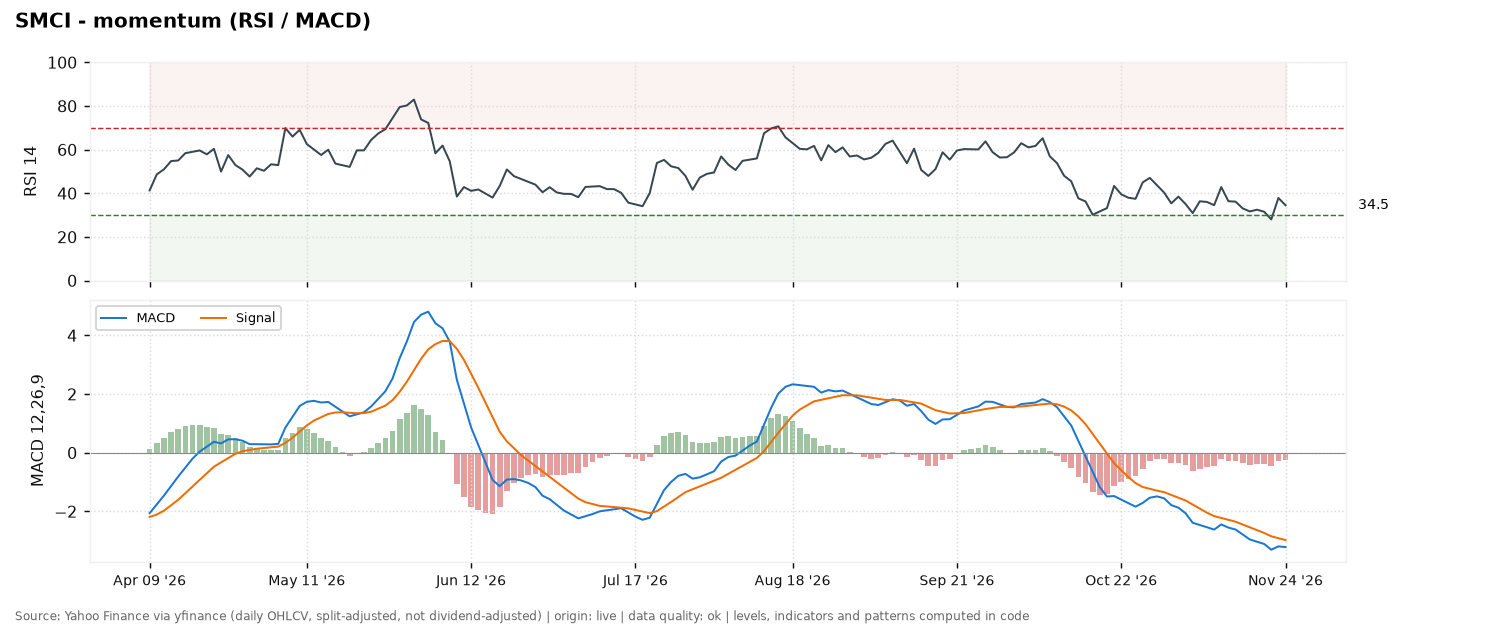 SMCI - momentum (RSI / MACD)
100
80
60
40
20
0
RSI 14
34.5
MACD
Signal
4
2
0
−2
MACD 12,26,9
Apr 09 '26
May 11 '26
Jun 12 '26
Jul 17 '26
Aug 18 '26
Sep 21 '26
Oct 22 '26
Nov 24 '26
Source: Yahoo Finance via yfinance (daily OHLCV, split-adjusted, not dividend-adjusted) | origin: live | data quality: ok | levels, indicators and patterns computed in code